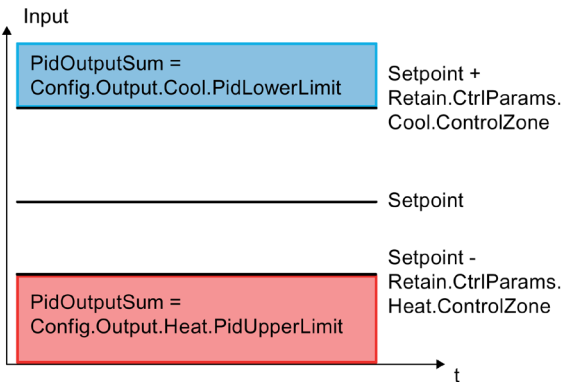 Input
PidOutputSum =
Config.Output.Cool.PidLowerLimit
Setpoint +
Retain.CtrlParams.
Cool.ControlZone
Setpoint
Setpoint -
Retain.CtrlParams.
Heat.ControlZone
PidOutputSum =
Config.Output.Heat.PidUpperLimit
t